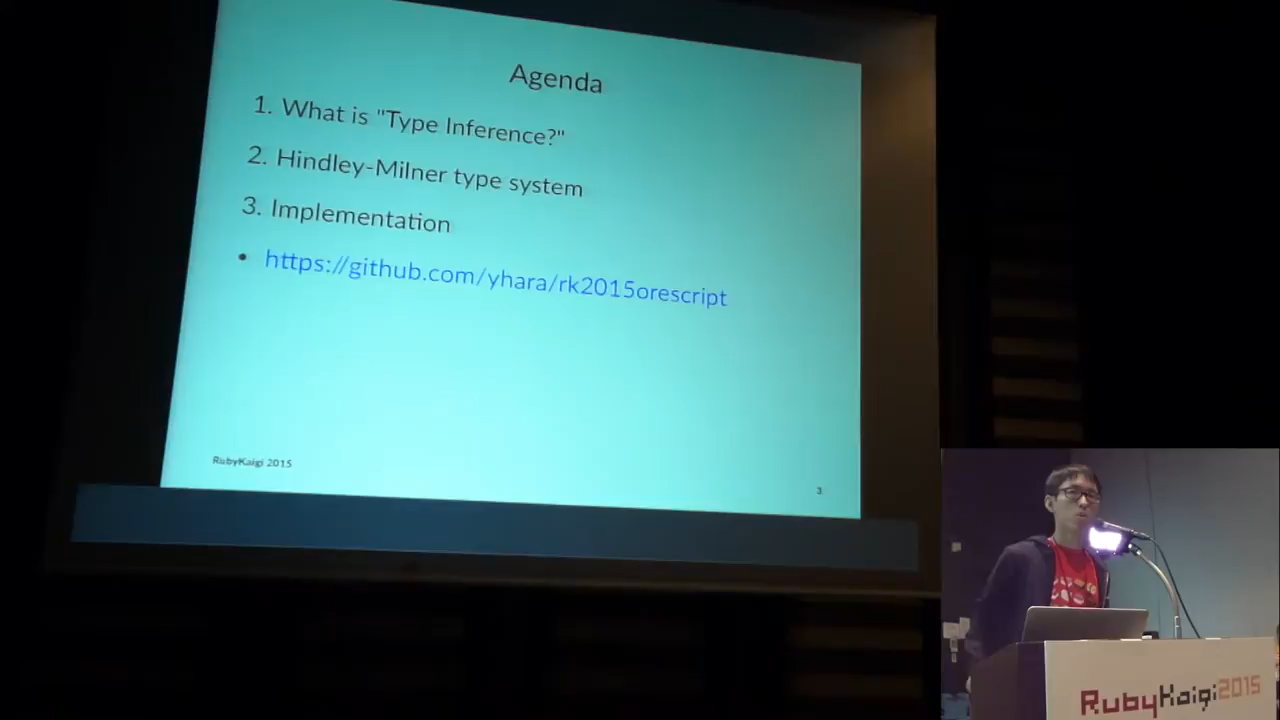 Agenda
1. What is "Type Inference?"
2. Hindley-Milner type system
3. Implementation
• https://github.com/yhara/rk2015orescript
RubyKaigi 2015
3
RubyKaigi2015